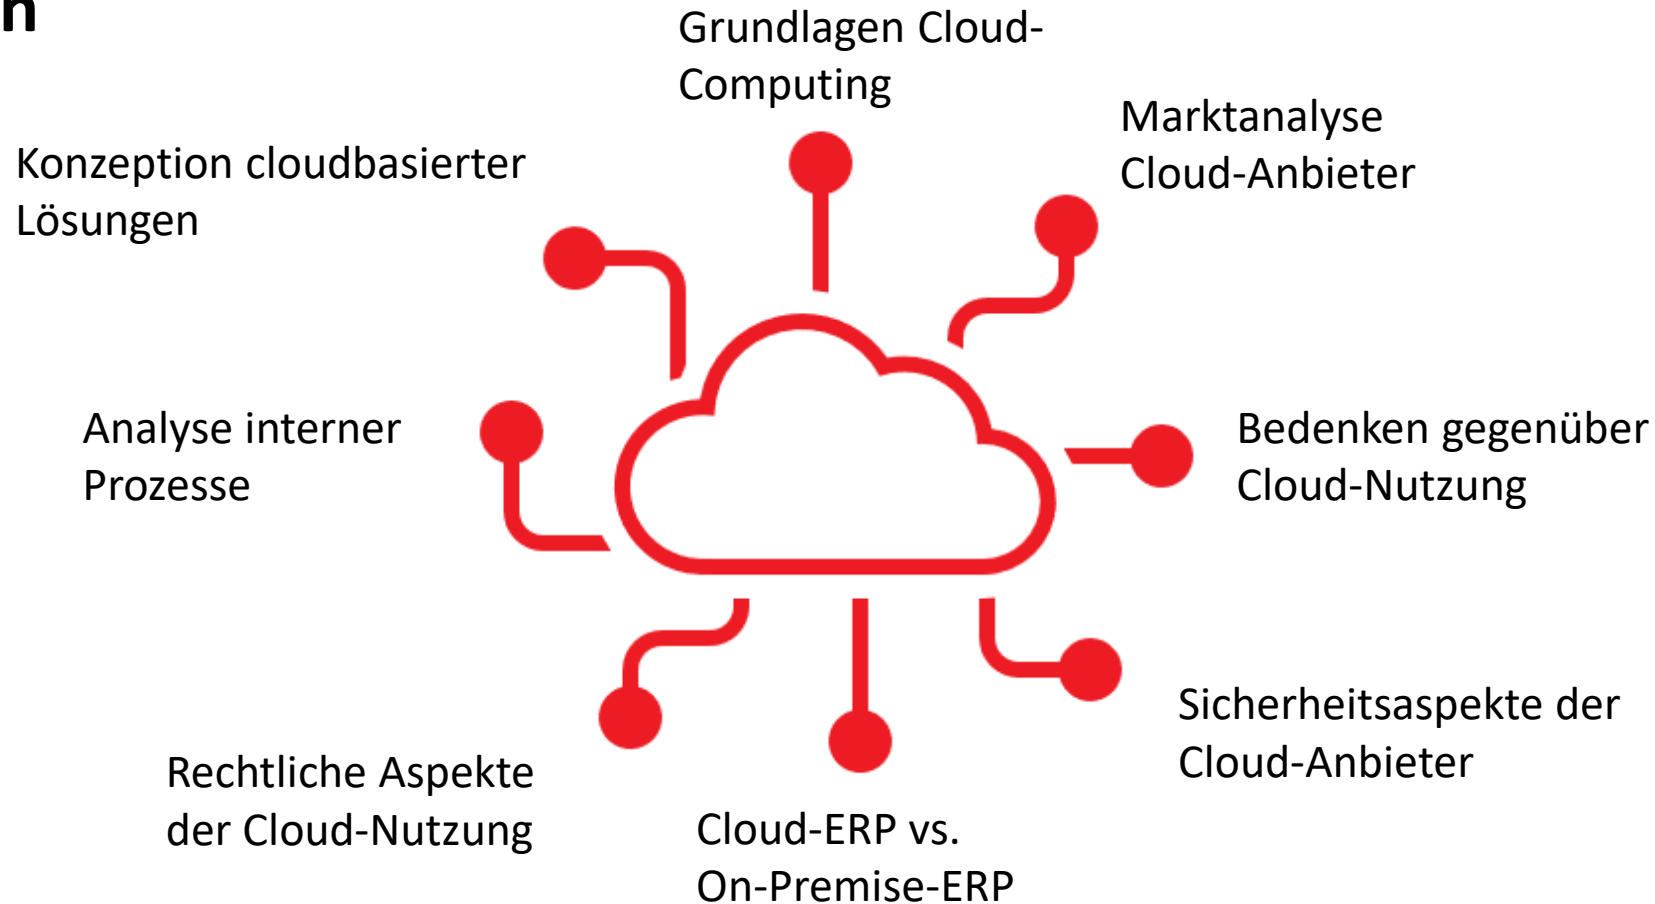 n
Grundlagen Cloud-
Computing
Marktanalyse
Cloud-Anbieter
Konzeption cloudbasierter
Lösungen
Analyse interner
Prozesse
Bedenken gegenüber
Cloud-Nutzung
Sicherheitsaspekte der
Cloud-Anbieter
Rechtliche Aspekte
der Cloud-Nutzung
Cloud-ERP vs.
On-Premise-ERP